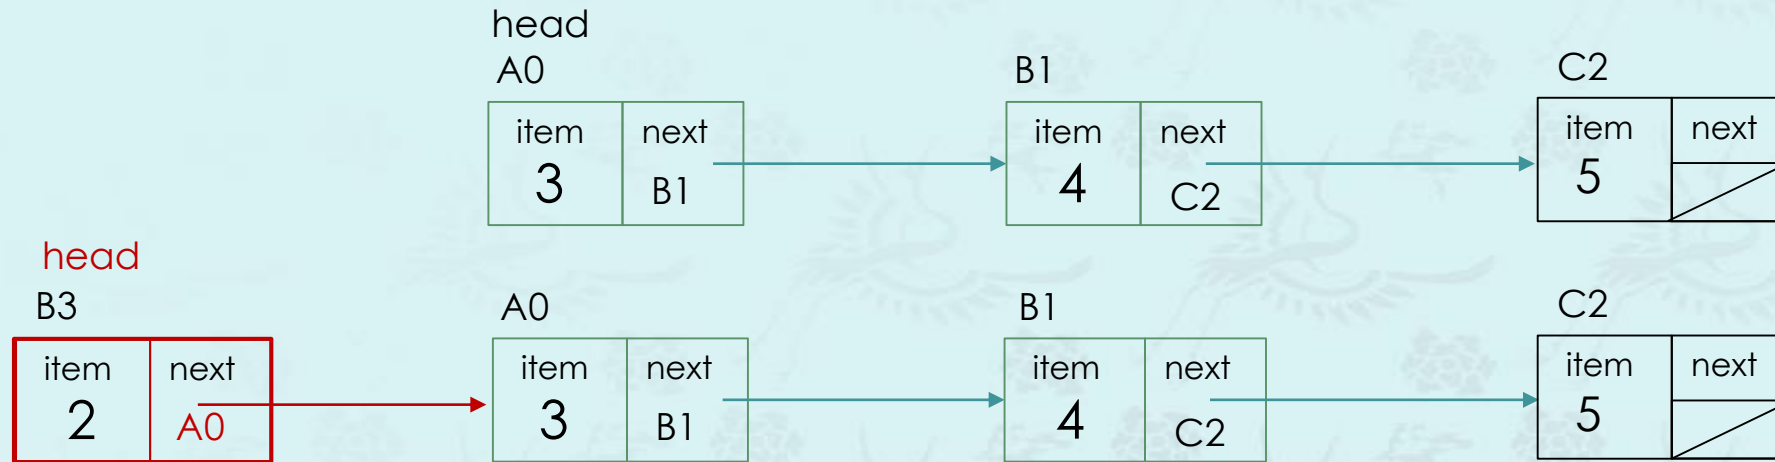 head
A0 B1 C2
item next item next item next
3 B1 4 C2 5
head
B3 A0 B1 C2
item next item next item next item next
2 A0 3 B1 4 C2 5